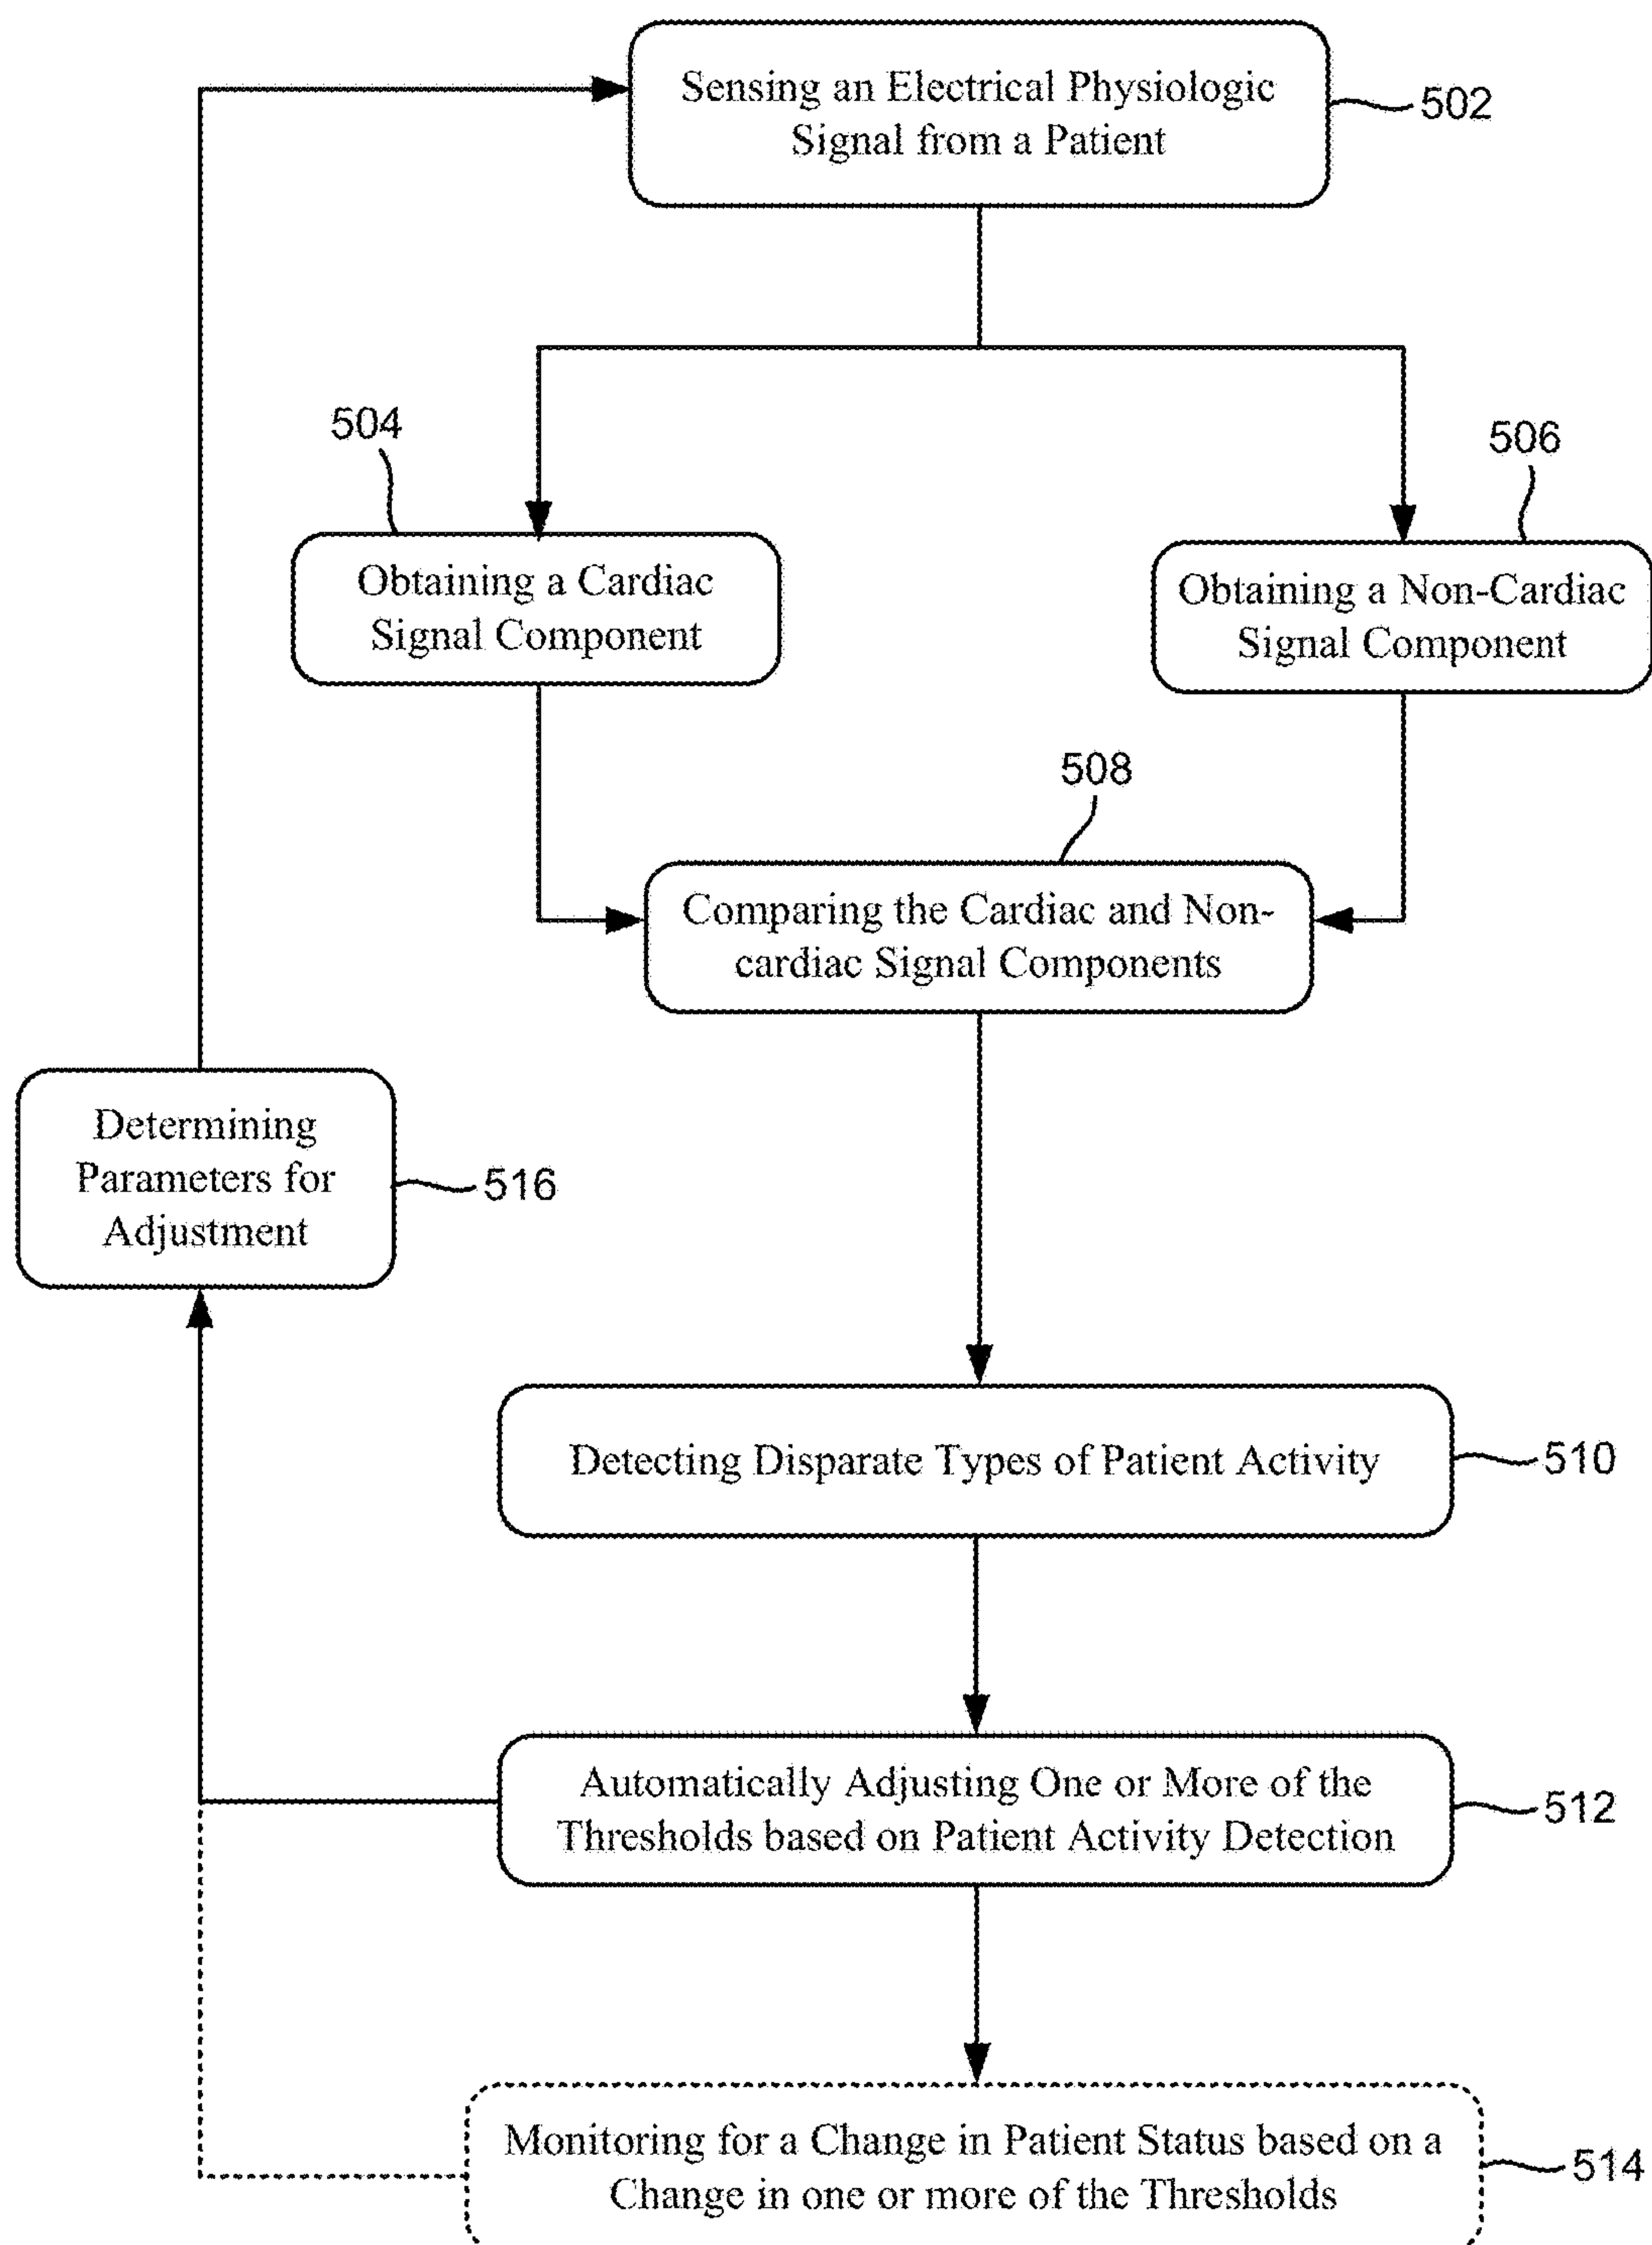 Sensing an Electrical Physiologic
Signal from a Patient
502
504
506
Obtaining a Cardiac
Signal Component
Obtaining a Non-Cardiac
Signal Component
508
Comparing the Cardiac and Non-
cardiac Signal Components
Determining
Parameters for
Adjustment
516
Detecting Disparate Types of Patient Activity
510
Automatically Adjusting One or More of the
Thresholds based on Patient Activity Detection
512
Monitoring for a Change in Patient Status based on a
Change in one or more of the Thresholds
514